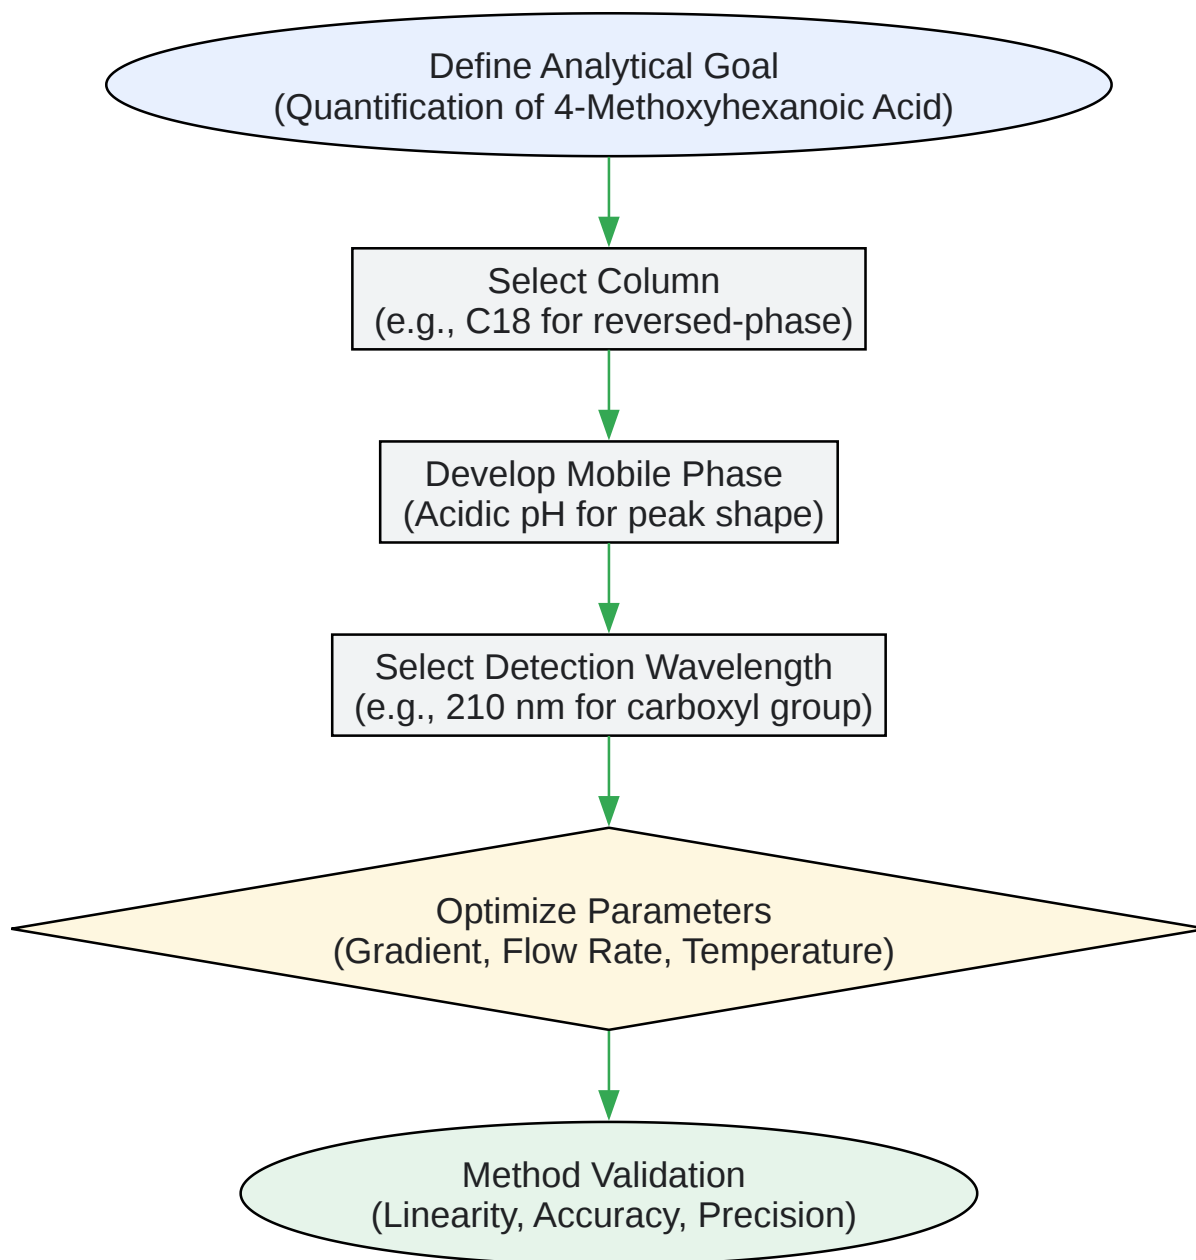 Define Analytical Goal
(Quantification of 4-Methoxyhexanoic Acid)
Select Column
(e.g., C18 for reversed-phase)
Develop Mobile Phase
(Acidic pH for peak shape)
Select Detection Wavelength
(e.g., 210 nm for carboxyl group)
Optimize Parameters
(Gradient, Flow Rate, Temperature)
Method Validation
(Linearity, Accuracy, Precision)